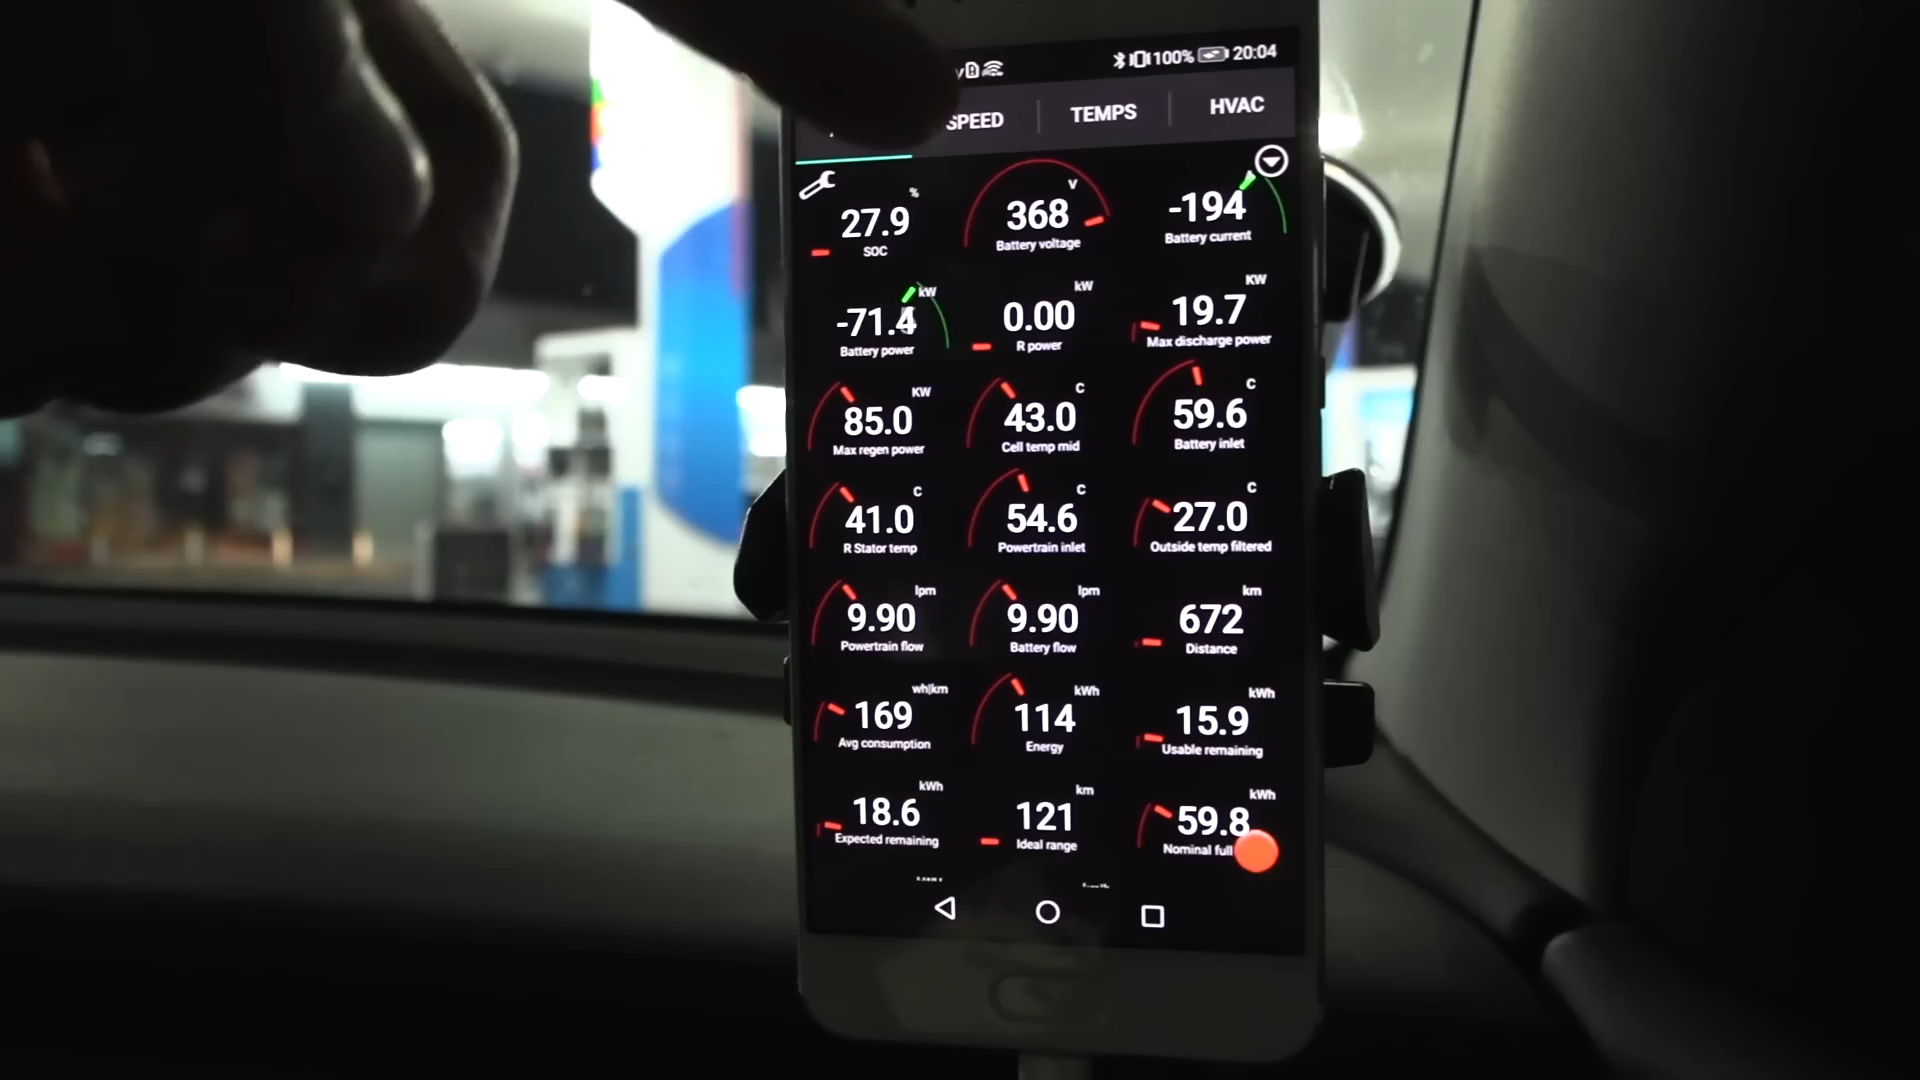 100% 20:04
SPEED TEMPS HVAC
% V
27.9 368 -194
SOC Battery voltage Battery current
kW kW KW
-71.4 0.00 19.7
Battery power R power Max discharge power
KW C C
85.0 43.0 59.6
Max regen power Cell temp mid Battery inlet
C C C
41.0 54.6 27.0
R Stator temp Powertrain inlet Outside temp filtered
lpm lpm km
9.90 9.90 672
Powertrain flow Battery flow Distance
wh|km kWh kWh
169 114 15.9
Avg consumption Energy Usable remaining
kWh km kWh
18.6 121 59.8
Expected remaining Ideal range Nominal full